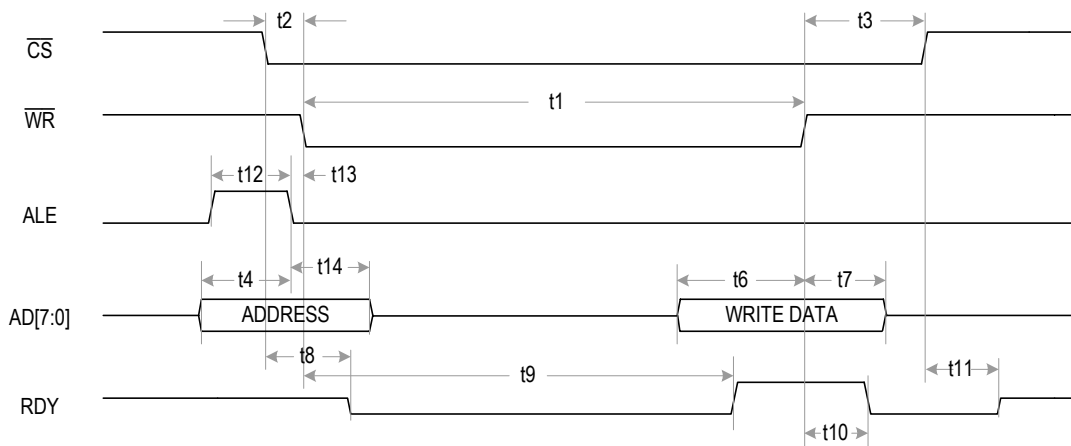 t2
t3
CS
t1
WR
t12
t13
ALE
t4
t14
t6
t7
AD[7:0]
ADDRESS
WRITE DATA
t8
t9
t11
RDY
t10